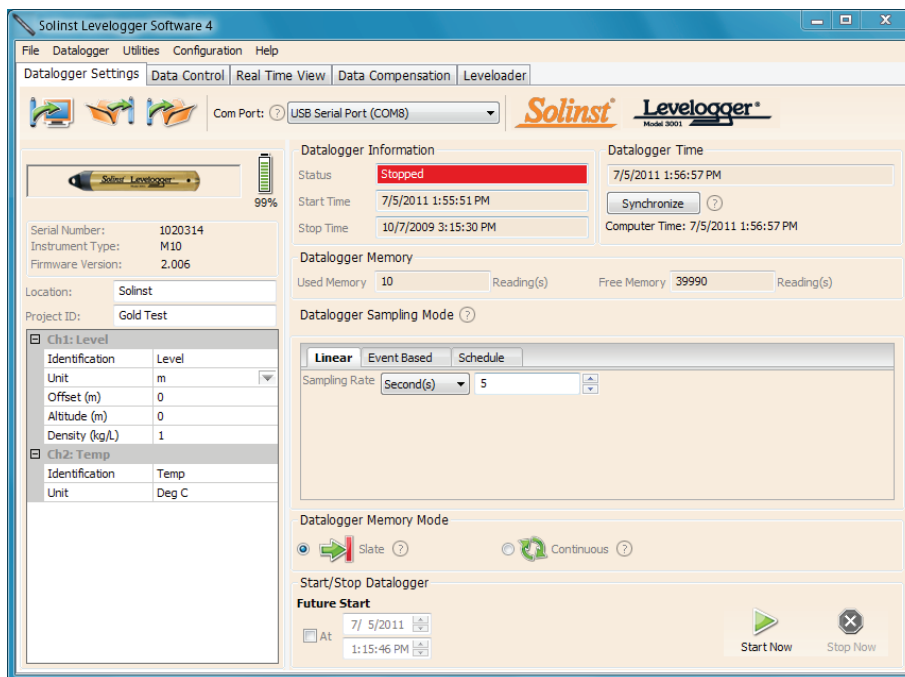 Solinst Levelogger Software 4
File Datalogger Utilities Configuration Help
Datalogger Settings Data Control Real Time View Data Compensation Leveloader
Com Port: ? USB Serial Port (COM8) Solinst Levelogger
Model 3001
Solinst Levelogger
99%
Serial Number: 1020314
Instrument Type: M10
Firmware Version: 2.006
Location: Solinst
Project ID: Gold Test
Ch1: Level
Identification Level
Unit m
Offset (m) 0
Altitude (m) 0
Density (kg/L) 1
Ch2: Temp
Identification Temp
Unit Deg C
Datalogger Information
Status Stopped
Start Time 7/5/2011 1:55:51 PM
Stop Time 10/7/2009 3:15:30 PM
Datalogger Time
7/5/2011 1:56:57 PM
Synchronize ?
Computer Time: 7/5/2011 1:56:57 PM
Datalogger Memory
Used Memory 10 Reading(s) Free Memory 39990 Reading(s)
Datalogger Sampling Mode ?
Linear Event Based Schedule
Sampling Rate Second(s) 5
Datalogger Memory Mode
Slate ? Continuous ?
Start/Stop Datalogger
Future Start
At 7/ 5/2011
1:15:46 PM
Start Now Stop Now